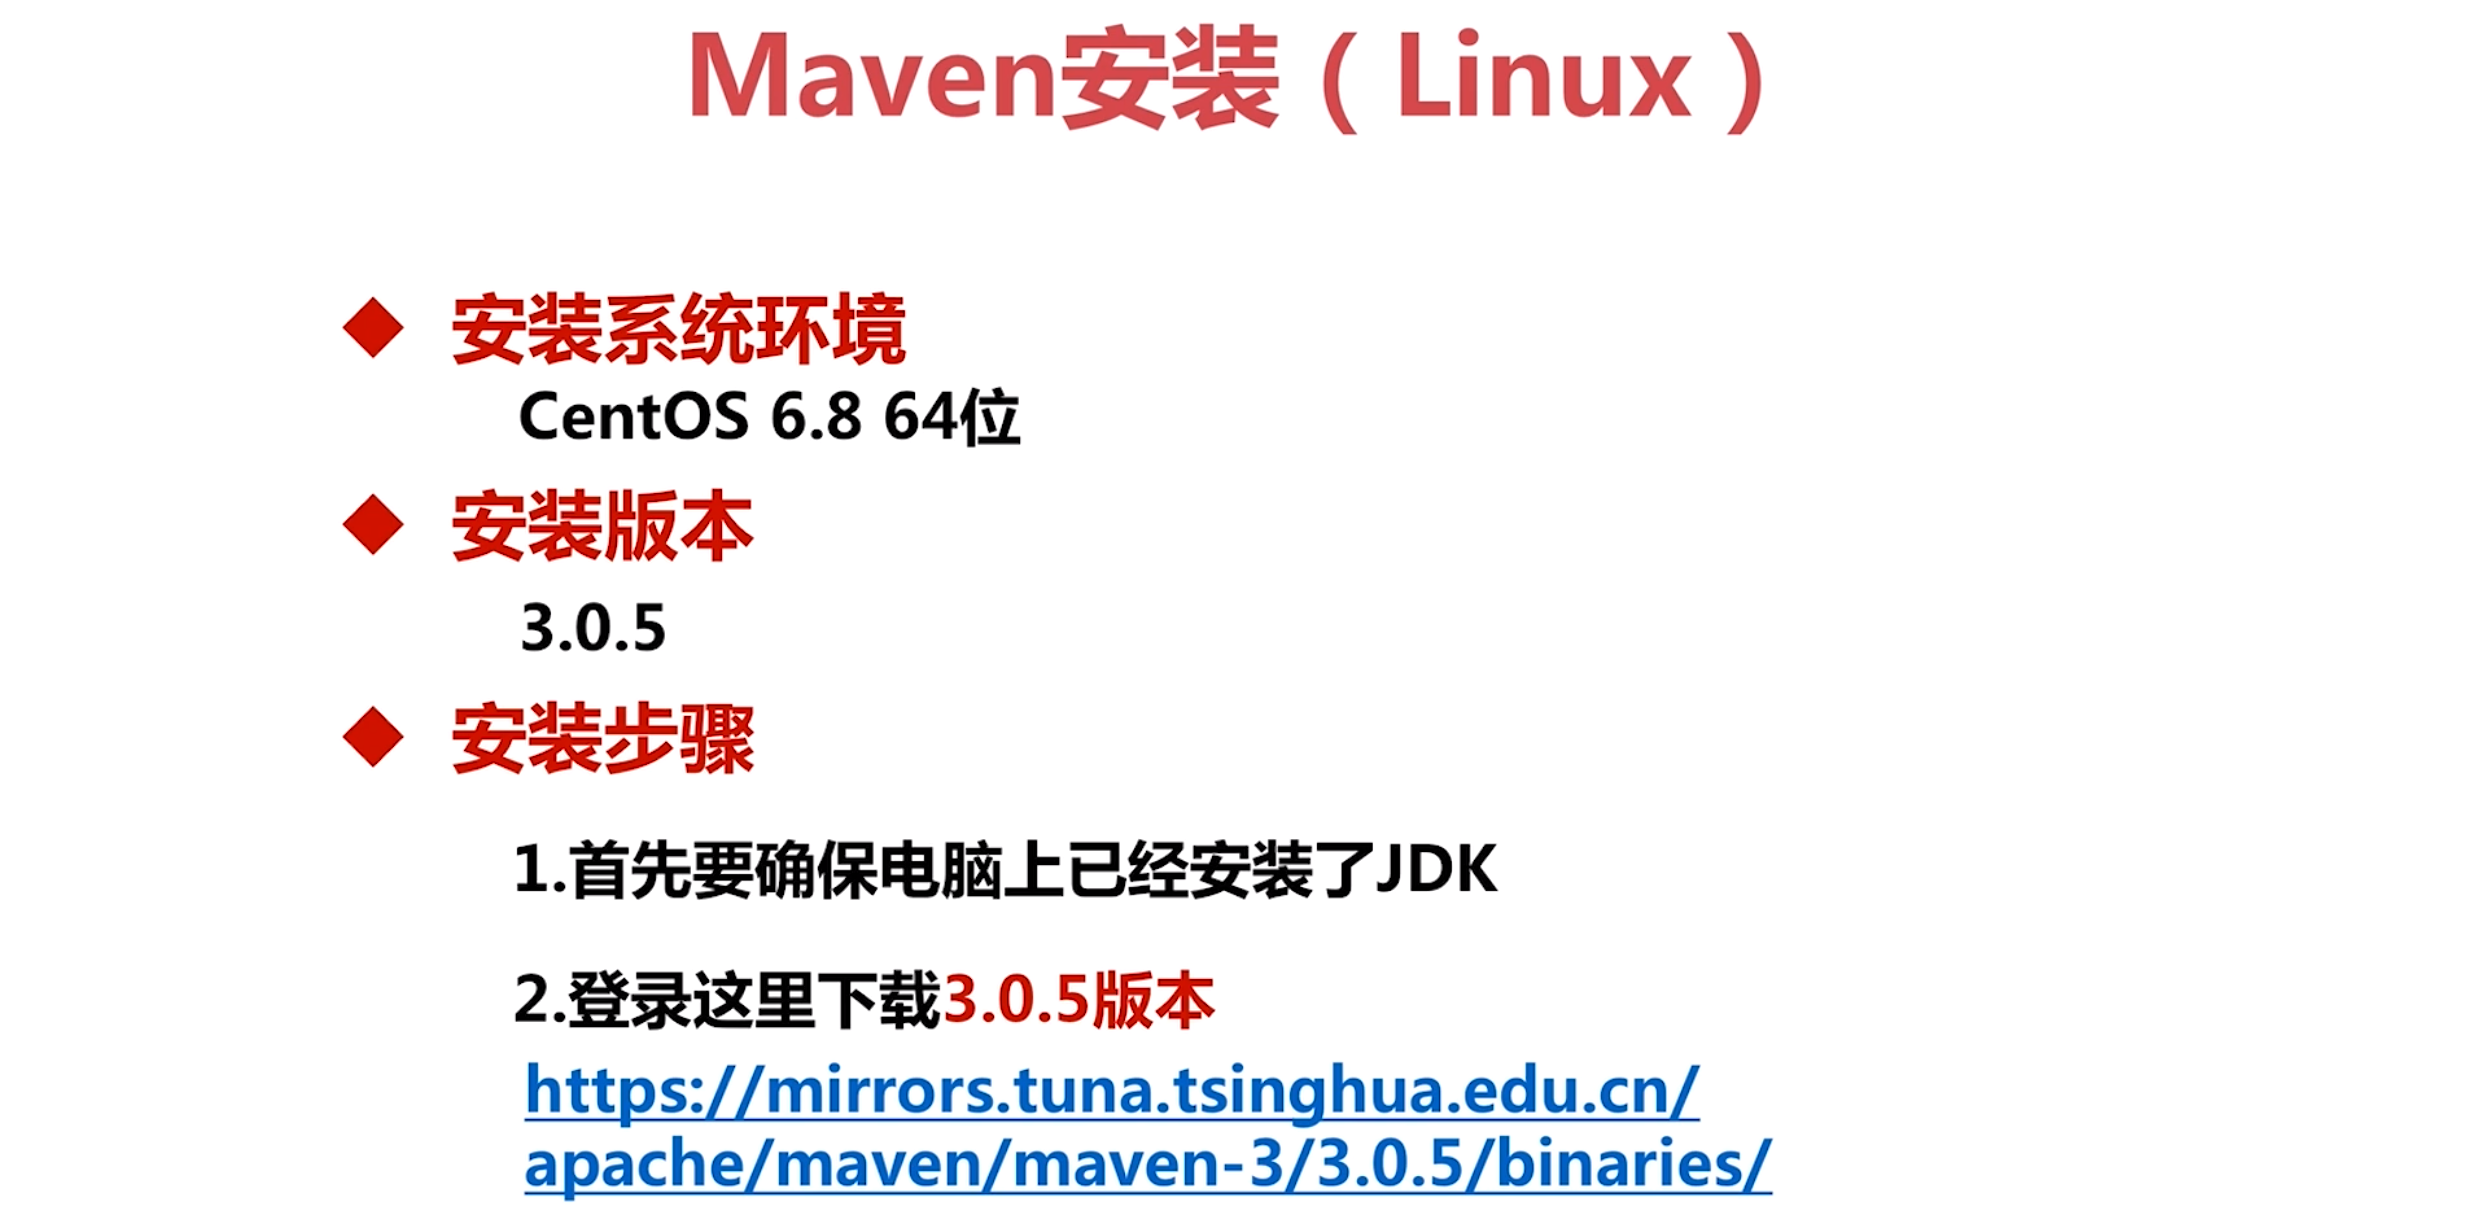 Maven安装（Linux）
安装系统环境
CentOS 6.8 64位
安装版本
3.0.5
安装步骤
1.首先要确保电脑上已经安装了JDK
2.登录这里下载3.0.5版本
https://mirrors.tuna.tsinghua.edu.cn/
apache/maven/maven-3/3.0.5/binaries/